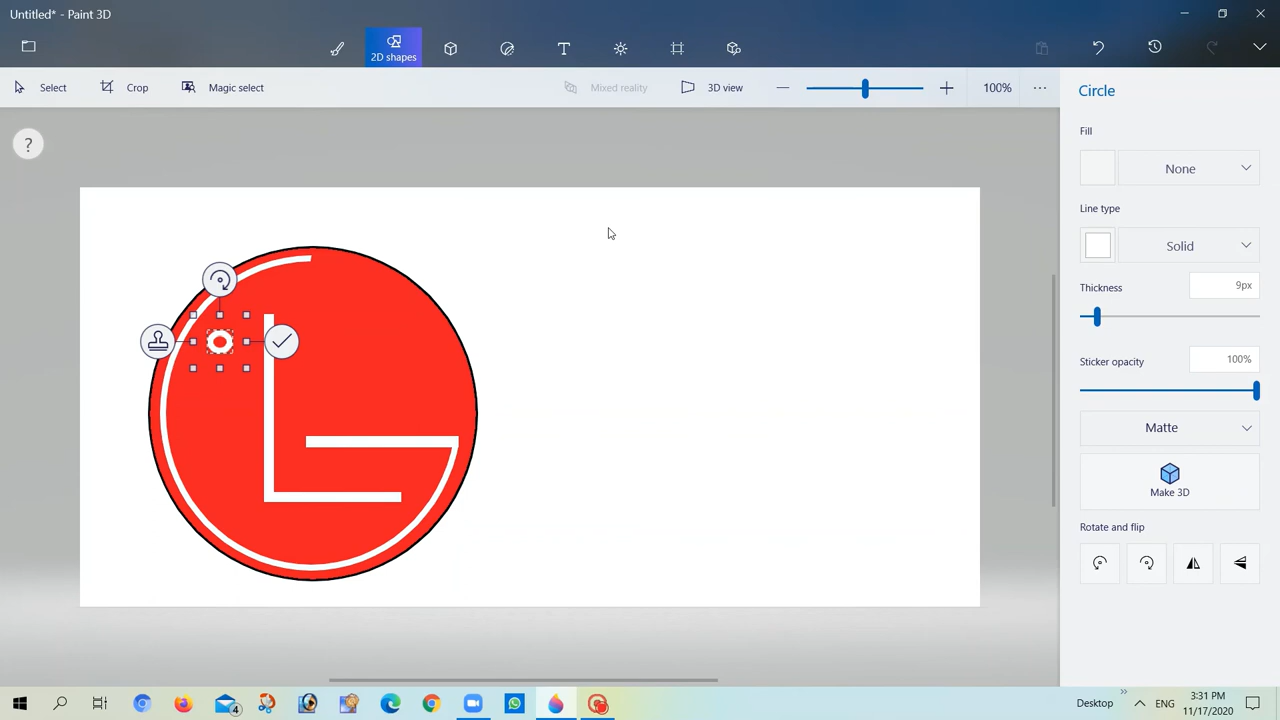 Untitled* - Paint 3D
2D shapes
Select
Crop
Magic select
Mixed reality
3D view
100%
?
Circle
Fill
None
Line type
Solid
Thickness
9px
Sticker opacity
100%
Matte
Make 3D
Rotate and flip
L
4
Desktop
ENG
3:31 PM
11/17/2020